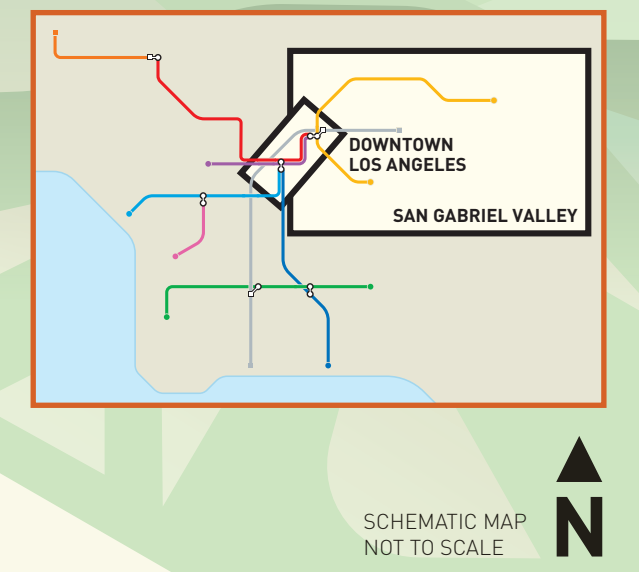 DOWNTOWN
LOS ANGELES
SAN GABRIEL VALLEY
SCHEMATIC MAP
NOT TO SCALE
N